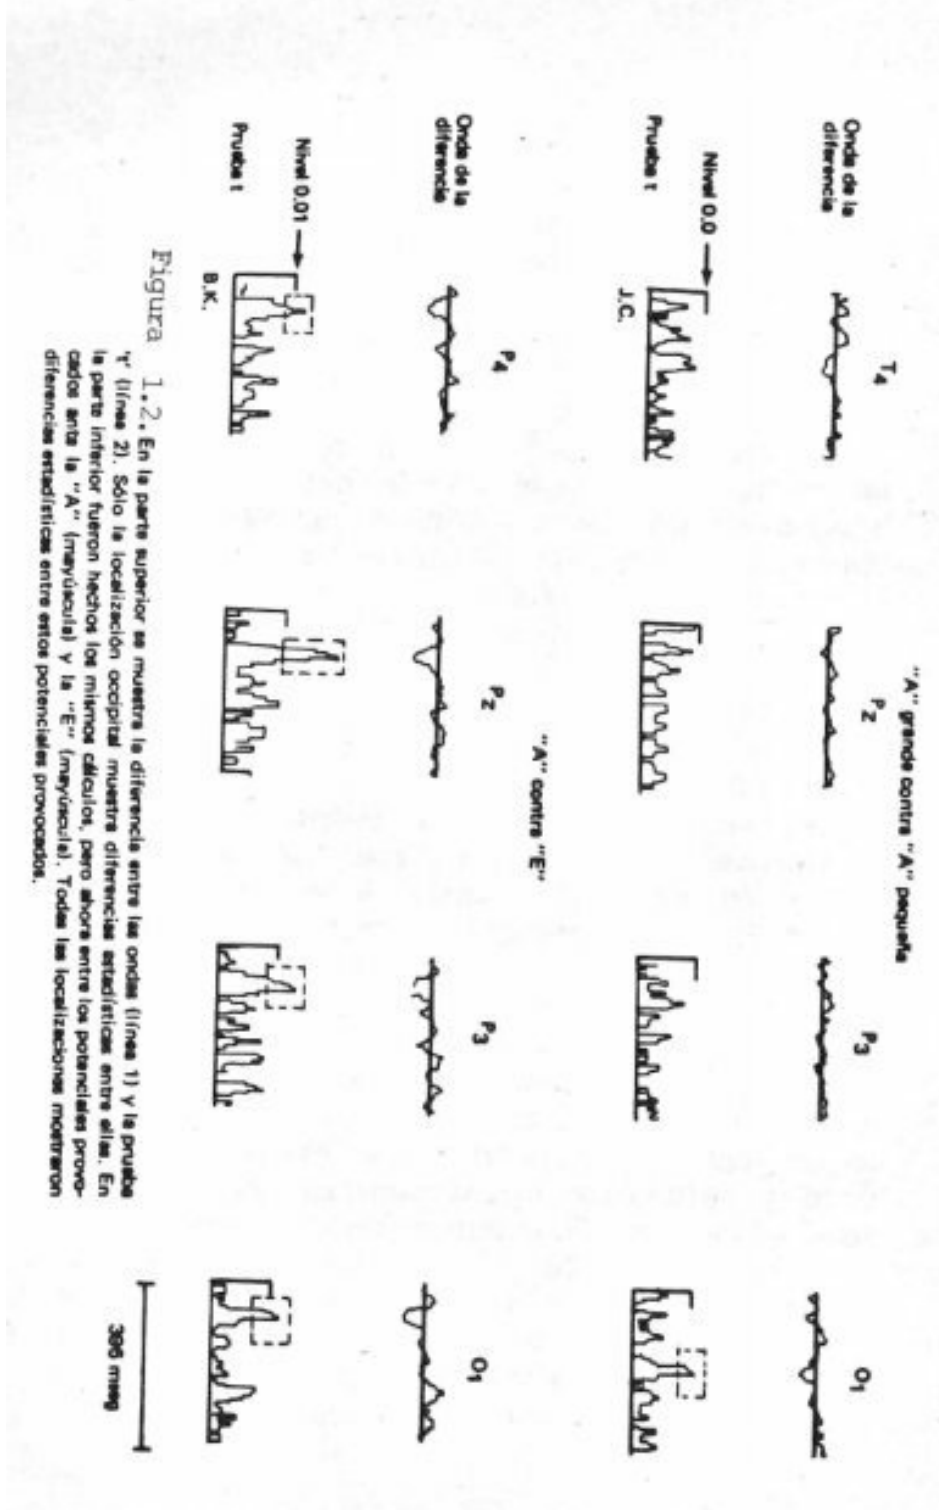 "A" grande contra "A" pequeña
T4 Pz P3 O1
Onda de la
diferencia
Nivel 0.0
Prueba t
J.C.
"A" contra "E"
P4 Pz P3 O1
Onda de la
diferencia
Nivel 0.01
Prueba t
B.K.
396 mseg
Figura 1.2. En la parte superior se muestra la diferencia entre las ondas (línea 1) y la prueba
't' (línea 2). Sólo la localización occipital muestra diferencias estadísticas entre ellas. En
la parte inferior fueron hechos los mismos cálculos, pero ahora entre los potenciales provo-
cados ante la "A" (mayúscula) y la "E" (mayúscula). Todas las localizaciones mostraron
diferencias estadísticas entre estos potenciales provocados.